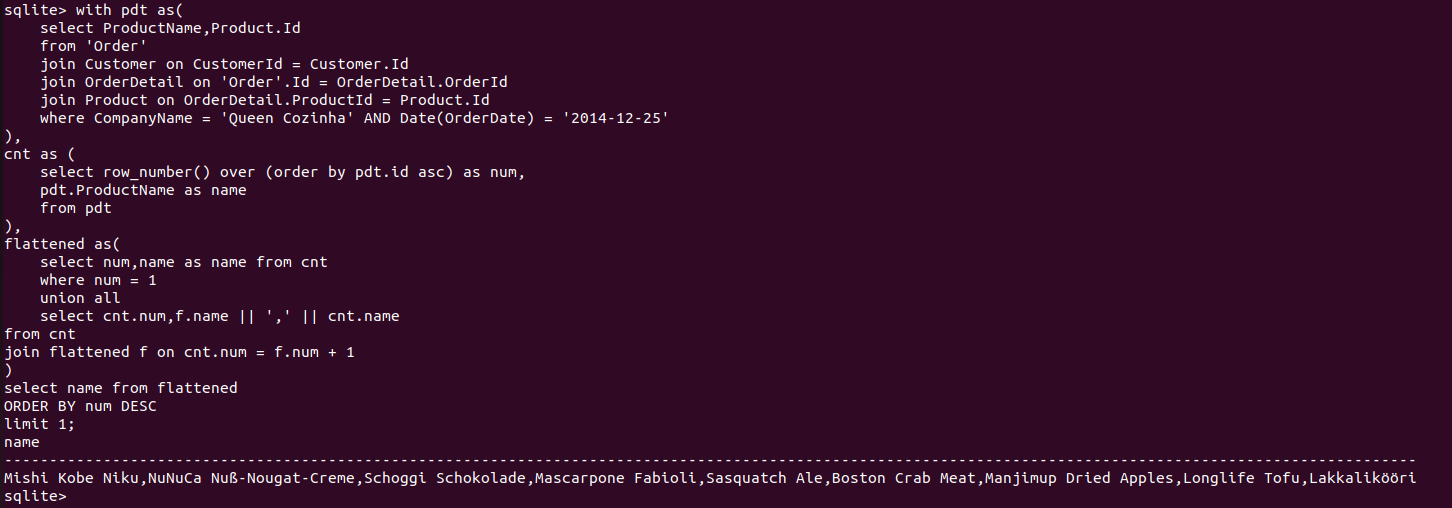 sqlite> with pdt as(
    select ProductName,Product.Id
    from 'Order'
    join Customer on CustomerId = Customer.Id
    join OrderDetail on 'Order'.Id = OrderDetail.OrderId
    join Product on OrderDetail.ProductId = Product.Id
    where CompanyName = 'Queen Cozinha' AND Date(OrderDate) = '2014-12-25'
),
cnt as (
    select row_number() over (order by pdt.id asc) as num,
    pdt.ProductName as name
    from pdt
),
flattened as(
    select num,name as name from cnt
    where num = 1
    union all
    select cnt.num,f.name || ',' || cnt.name
from cnt
join flattened f on cnt.num = f.num + 1
)
select name from flattened
ORDER BY num DESC
limit 1;
name
-------------------------------------------------------------------------------------------------------------------------------------------------------------
Mishi Kobe Niku,NuNuCa Nuß-Nougat-Creme,Schoggi Schokolade,Mascarpone Fabioli,Sasquatch Ale,Boston Crab Meat,Manjimup Dried Apples,Longlife Tofu,Lakkalikööri
sqlite>